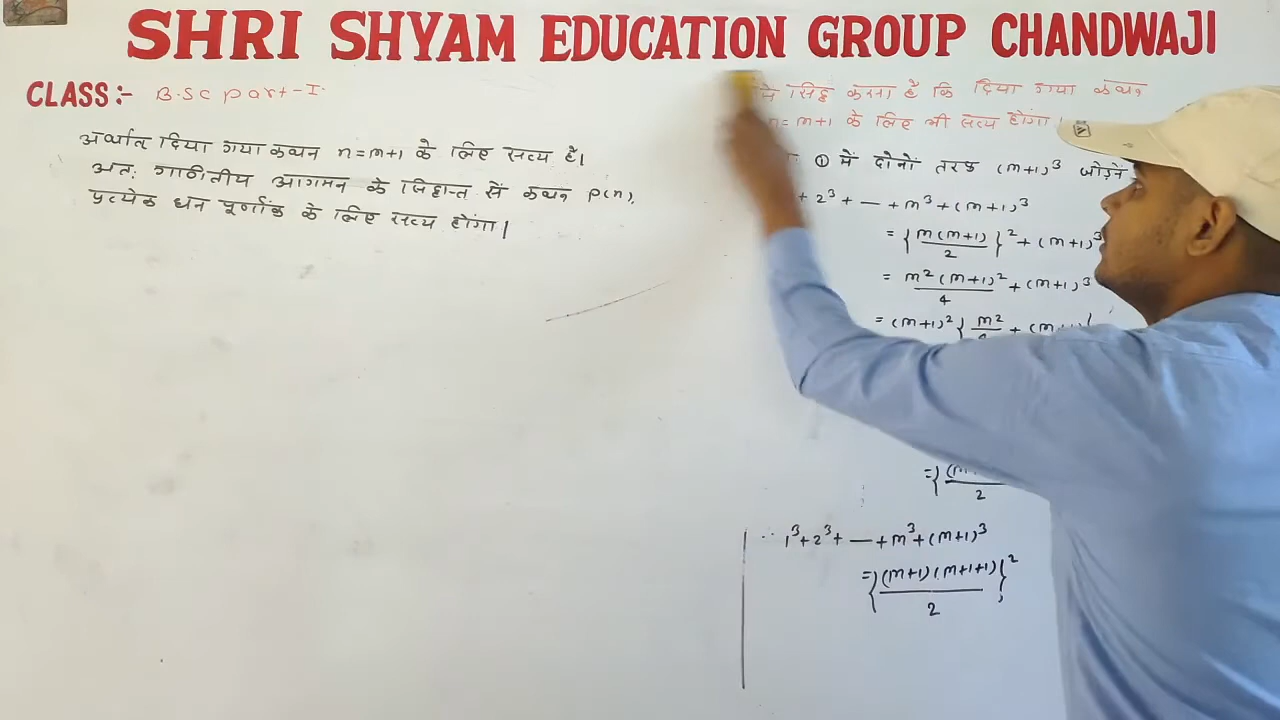 SHRI SHYAM EDUCATION GROUP CHANDWAJI
CLASS:- B.SC part-I.
अर्थात दिया गया कथन n=m+1 के लिए सत्य है।
अत: गणितीय आगमन के सिद्धान्त सें कथन P(n),
प्रत्येक धन पूर्णांक के लिए सत्य होंगा।
सिद्ध करना है कि दिया गया कथन
n= m+1 के लिए भी सत्य होंगा।
① में दोनों तरफ (m+1)³ जोड़नें
+ 2³ + — + m³ + (m+1)³
= {m(m+1)/2}² + (m+1)³
= m²(m+1)²/4 + (m+1)³
= (m+1)² { m²
={(m
2
∴ 1³+2³+ — +m³+(m+1)³
={(m+1)(m+1+1)/2}²